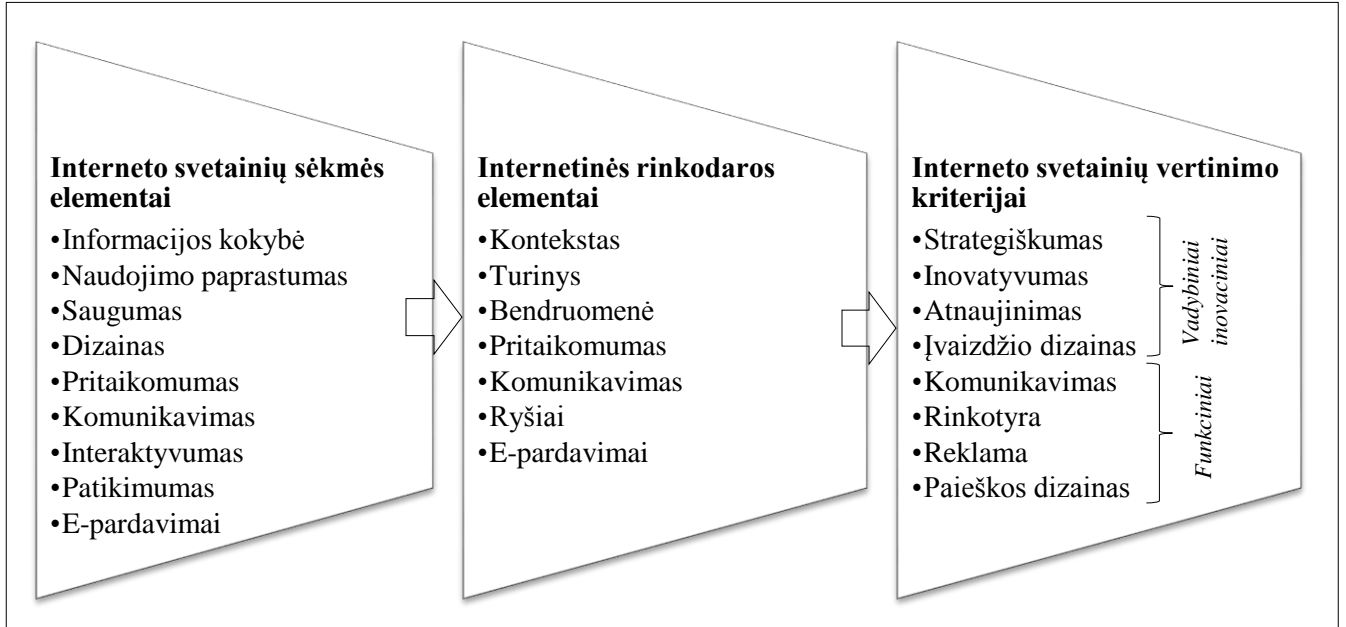 Interneto svetainių sėkmės
elementai
•Informacijos kokybė
•Naudojimo paprastumas
•Saugumas
•Dizainas
•Pritaikomumas
•Komunikavimas
•Interaktyvumas
•Patikimumas
•E-pardavimai
Internetinės rinkodaros
elementai
•Kontekstas
•Turinys
•Bendruomenė
•Pritaikomumas
•Komunikavimas
•Ryšiai
•E-pardavimai
Interneto svetainių vertinimo
kriterijai
•Strategiškumas
•Inovatyvumas
•Atnaujinimas
•Įvaizdžio dizainas
•Komunikavimas
•Rinkotyra
•Reklama
•Paieškos dizainas
Vadybiniai
inovaciniai
Funkciniai